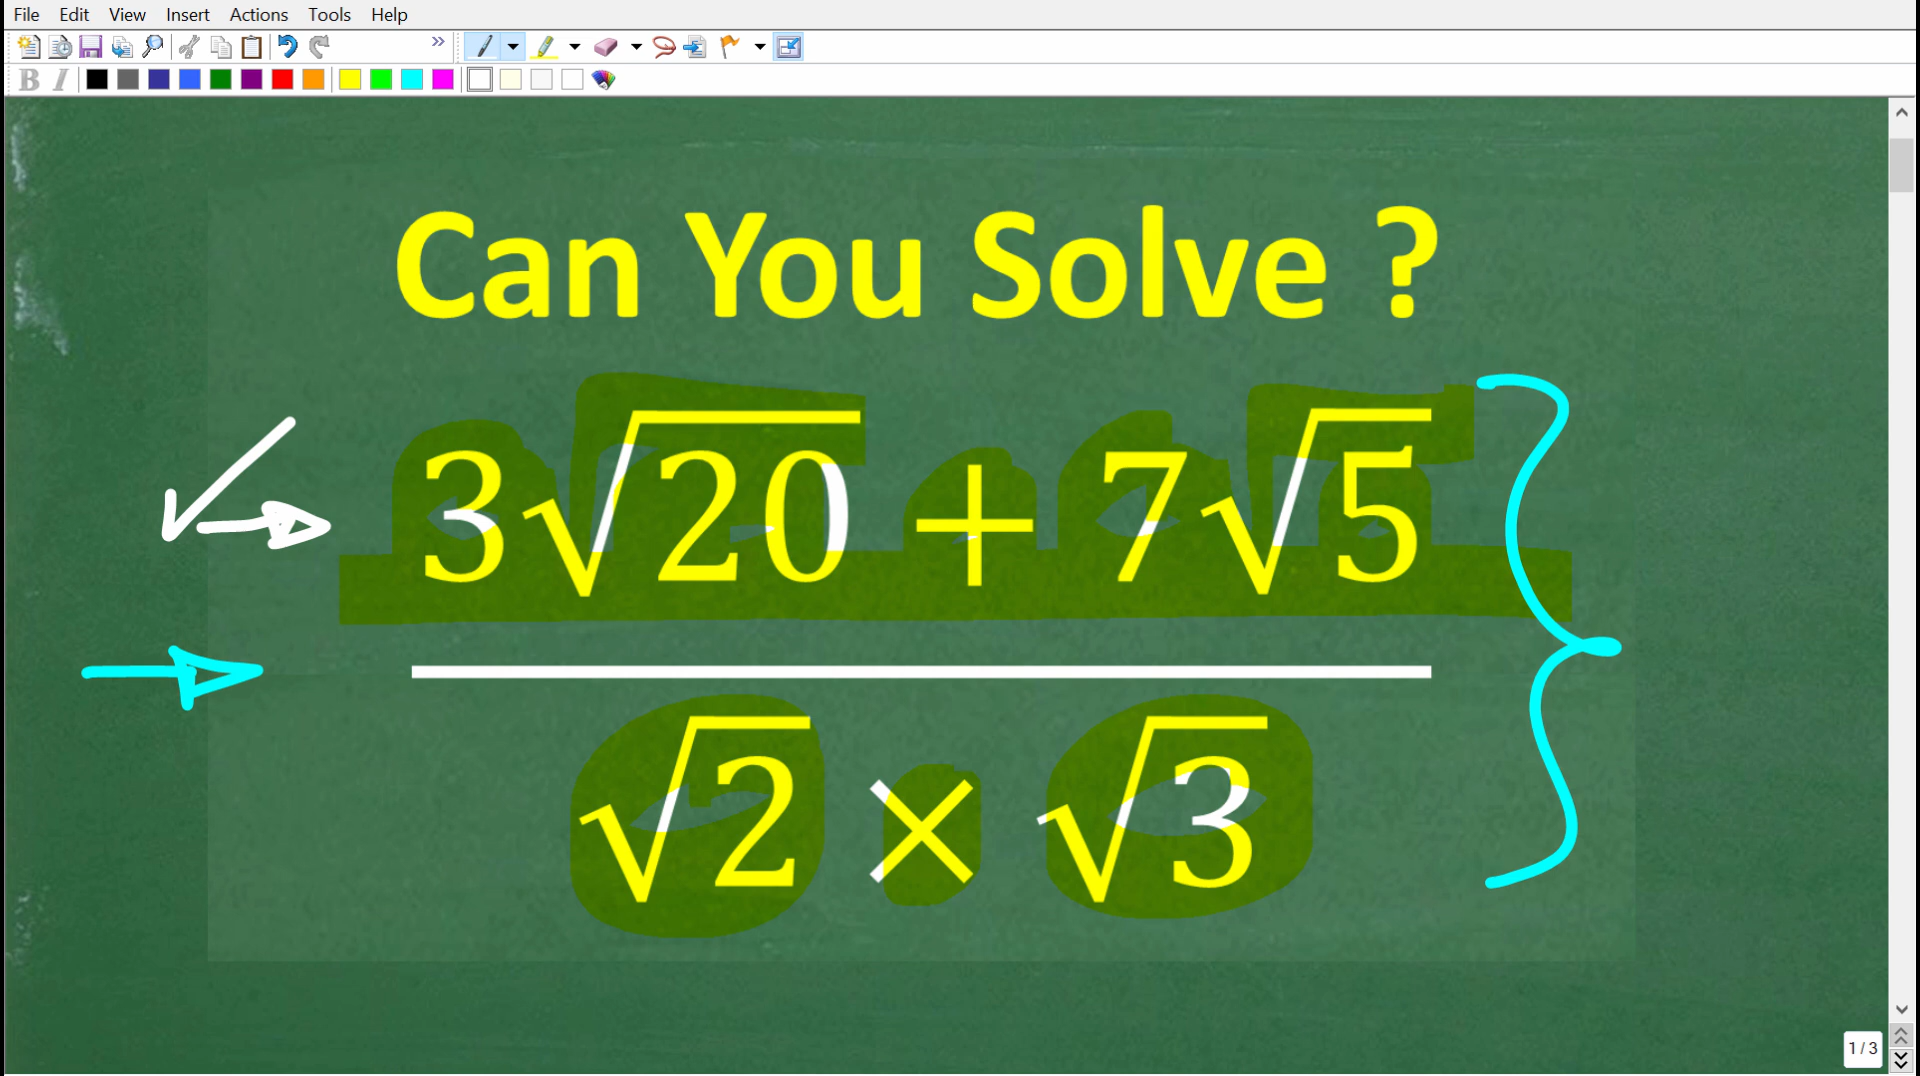 File Edit View Insert Actions Tools Help
B I
Can You Solve ?
3√20 + 7√5
√2 × √3
1 / 3